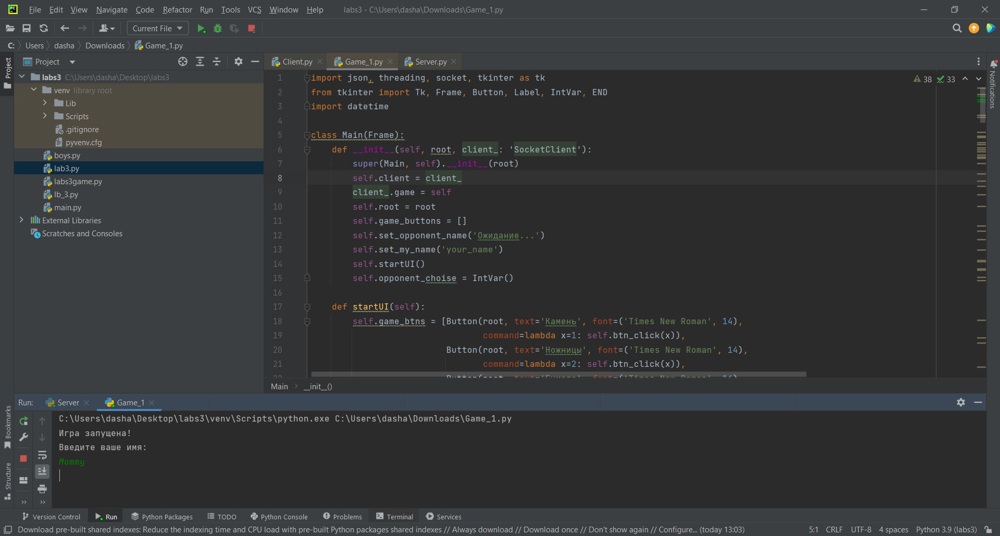 File Edit View Navigate Code Refactor Run Tools VCS Window Help labs3 - C:\Users\dasha\Downloads\Game_1.py
Current File
C: Users dasha Downloads Game_1.py
Project
Client.py Game_1.py Server.py
Project
Notifications
labs3 C:\Users\dasha\Desktop\labs3
venv library root
Lib
Scripts
.gitignore
pyvenv.cfg
boys.py
lab3.py
labs3game.py
lb_3.py
main.py
External Libraries
Scratches and Consoles
38 33
1 import json, threading, socket, tkinter as tk
2 from tkinter import Tk, Frame, Button, Label, IntVar, END
3 import datetime
4
5 class Main(Frame):
6 def __init__(self, root, client_: 'SocketClient'):
7 super(Main, self).__init__(root)
8 self.client = client_
9 client_.game = self
10 self.root = root
11 self.game_buttons = []
12 self.set_opponent_name('Ожидание...')
13 self.set_my_name('your_name')
14 self.startUI()
15 self.opponent_choise = IntVar()
16
17 def startUI(self):
18 self.game_btns = [Button(root, text='Камень', font=('Times New Roman', 14),
19 command=lambda x=1: self.btn_click(x)),
20 Button(root, text='Ножницы', font=('Times New Roman', 14),
21 command=lambda x=2: self.btn_click(x)),
Main __init__()
Run: Server Game_1
Bookmarks
Structure
C:\Users\dasha\Desktop\labs3\venv\Scripts\python.exe C:\Users\dasha\Downloads\Game_1.py
Игра запущена!
Введите ваше имя:
Mommy
Version Control Run Python Packages TODO Python Console Problems Terminal Services
Download pre-built shared indexes: Reduce the indexing time and CPU load with pre-built Python packages shared indexes // Always download // Download once // Don't show again // Configure... (today 13:03) 5:1 CRLF UTF-8 4 spaces Python 3.9 (labs3)